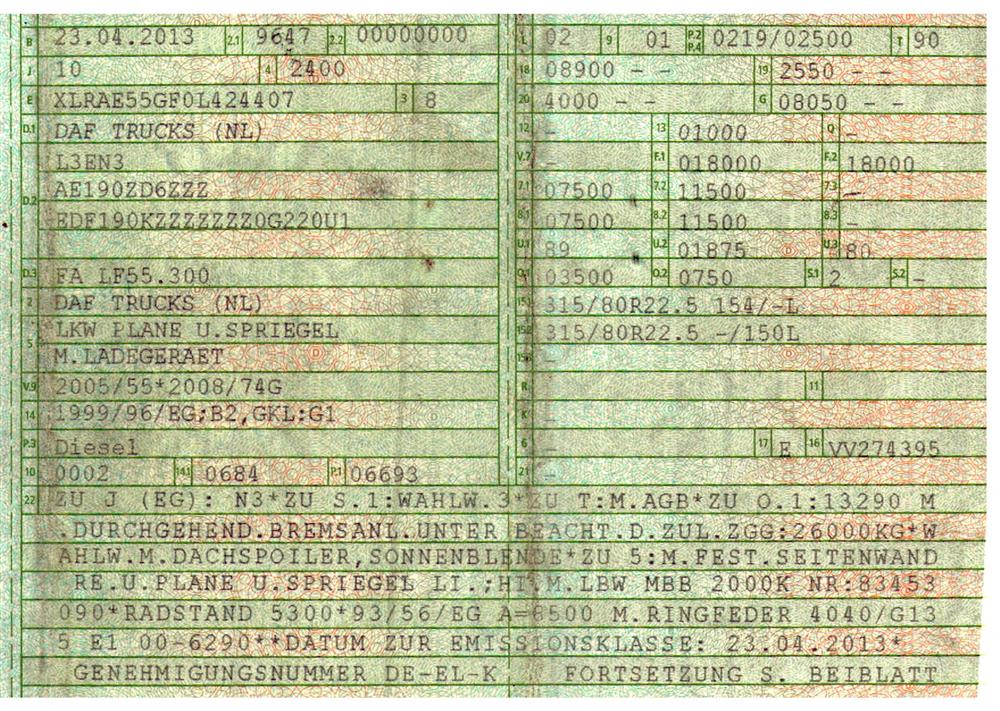 B 23.04.2013 2.1 9647 2.2 00000000 L 02 9 01 P.2 P.4 0219/02500 T 90
J 10 4 2400 18 08900 - - 19 2550 - -
E XLRAE55GF0L424407 3 8 20 4000 - - G 08050 - -
D.1 DAF TRUCKS (NL) 12 - 13 01000 Q -
L3EN3 V.7 - F.1 018000 F.2 18000
D.2 AE190ZD6ZZZ 7.1 07500 7.2 11500 7.3 -
EDF190KZZZZZZZ0G220U1 8.1 07500 8.2 11500 8.3 -
U.1 89 U.2 01875 U.3 80
D.3 FA LF55.300 O.1 03500 O.2 0750 S.1 2 S.2 -
2 DAF TRUCKS (NL) 15.1 315/80R22.5 154/-L
5 LKW PLANE U.SPRIEGEL 15.2 315/80R22.5 -/150L
M.LADEGERAET 15.3 -
V.9 2005/55*2008/74G R - 11
14 1999/96/EG;B2,GKL:G1 K -
P.3 Diesel 6 - 17 E 16 VV274395
10 0002 14.1 0684 P.1 06693 21 -
22 ZU J (EG): N3*ZU S.1:WAHLW.3*ZU T:M.AGB*ZU O.1:13290 M
.DURCHGEHEND.BREMSANL.UNTER BEACHT.D.ZUL.ZGG:26000KG*W
AHLW.M.DACHSPOILER,SONNENBLENDE*ZU 5:M.FEST.SEITENWAND
RE.U.PLANE U.SPRIEGEL LI.;HI.M.LBW MBB 2000K NR:83453
090*RADSTAND 5300*93/56/EG A=8500 M.RINGFEDER 4040/G13
5 E1 00-6290**DATUM ZUR EMISSIONSKLASSE: 23.04.2013*
GENEHMIGUNGSNUMMER DE-EL-K FORTSETZUNG S. BEIBLATT